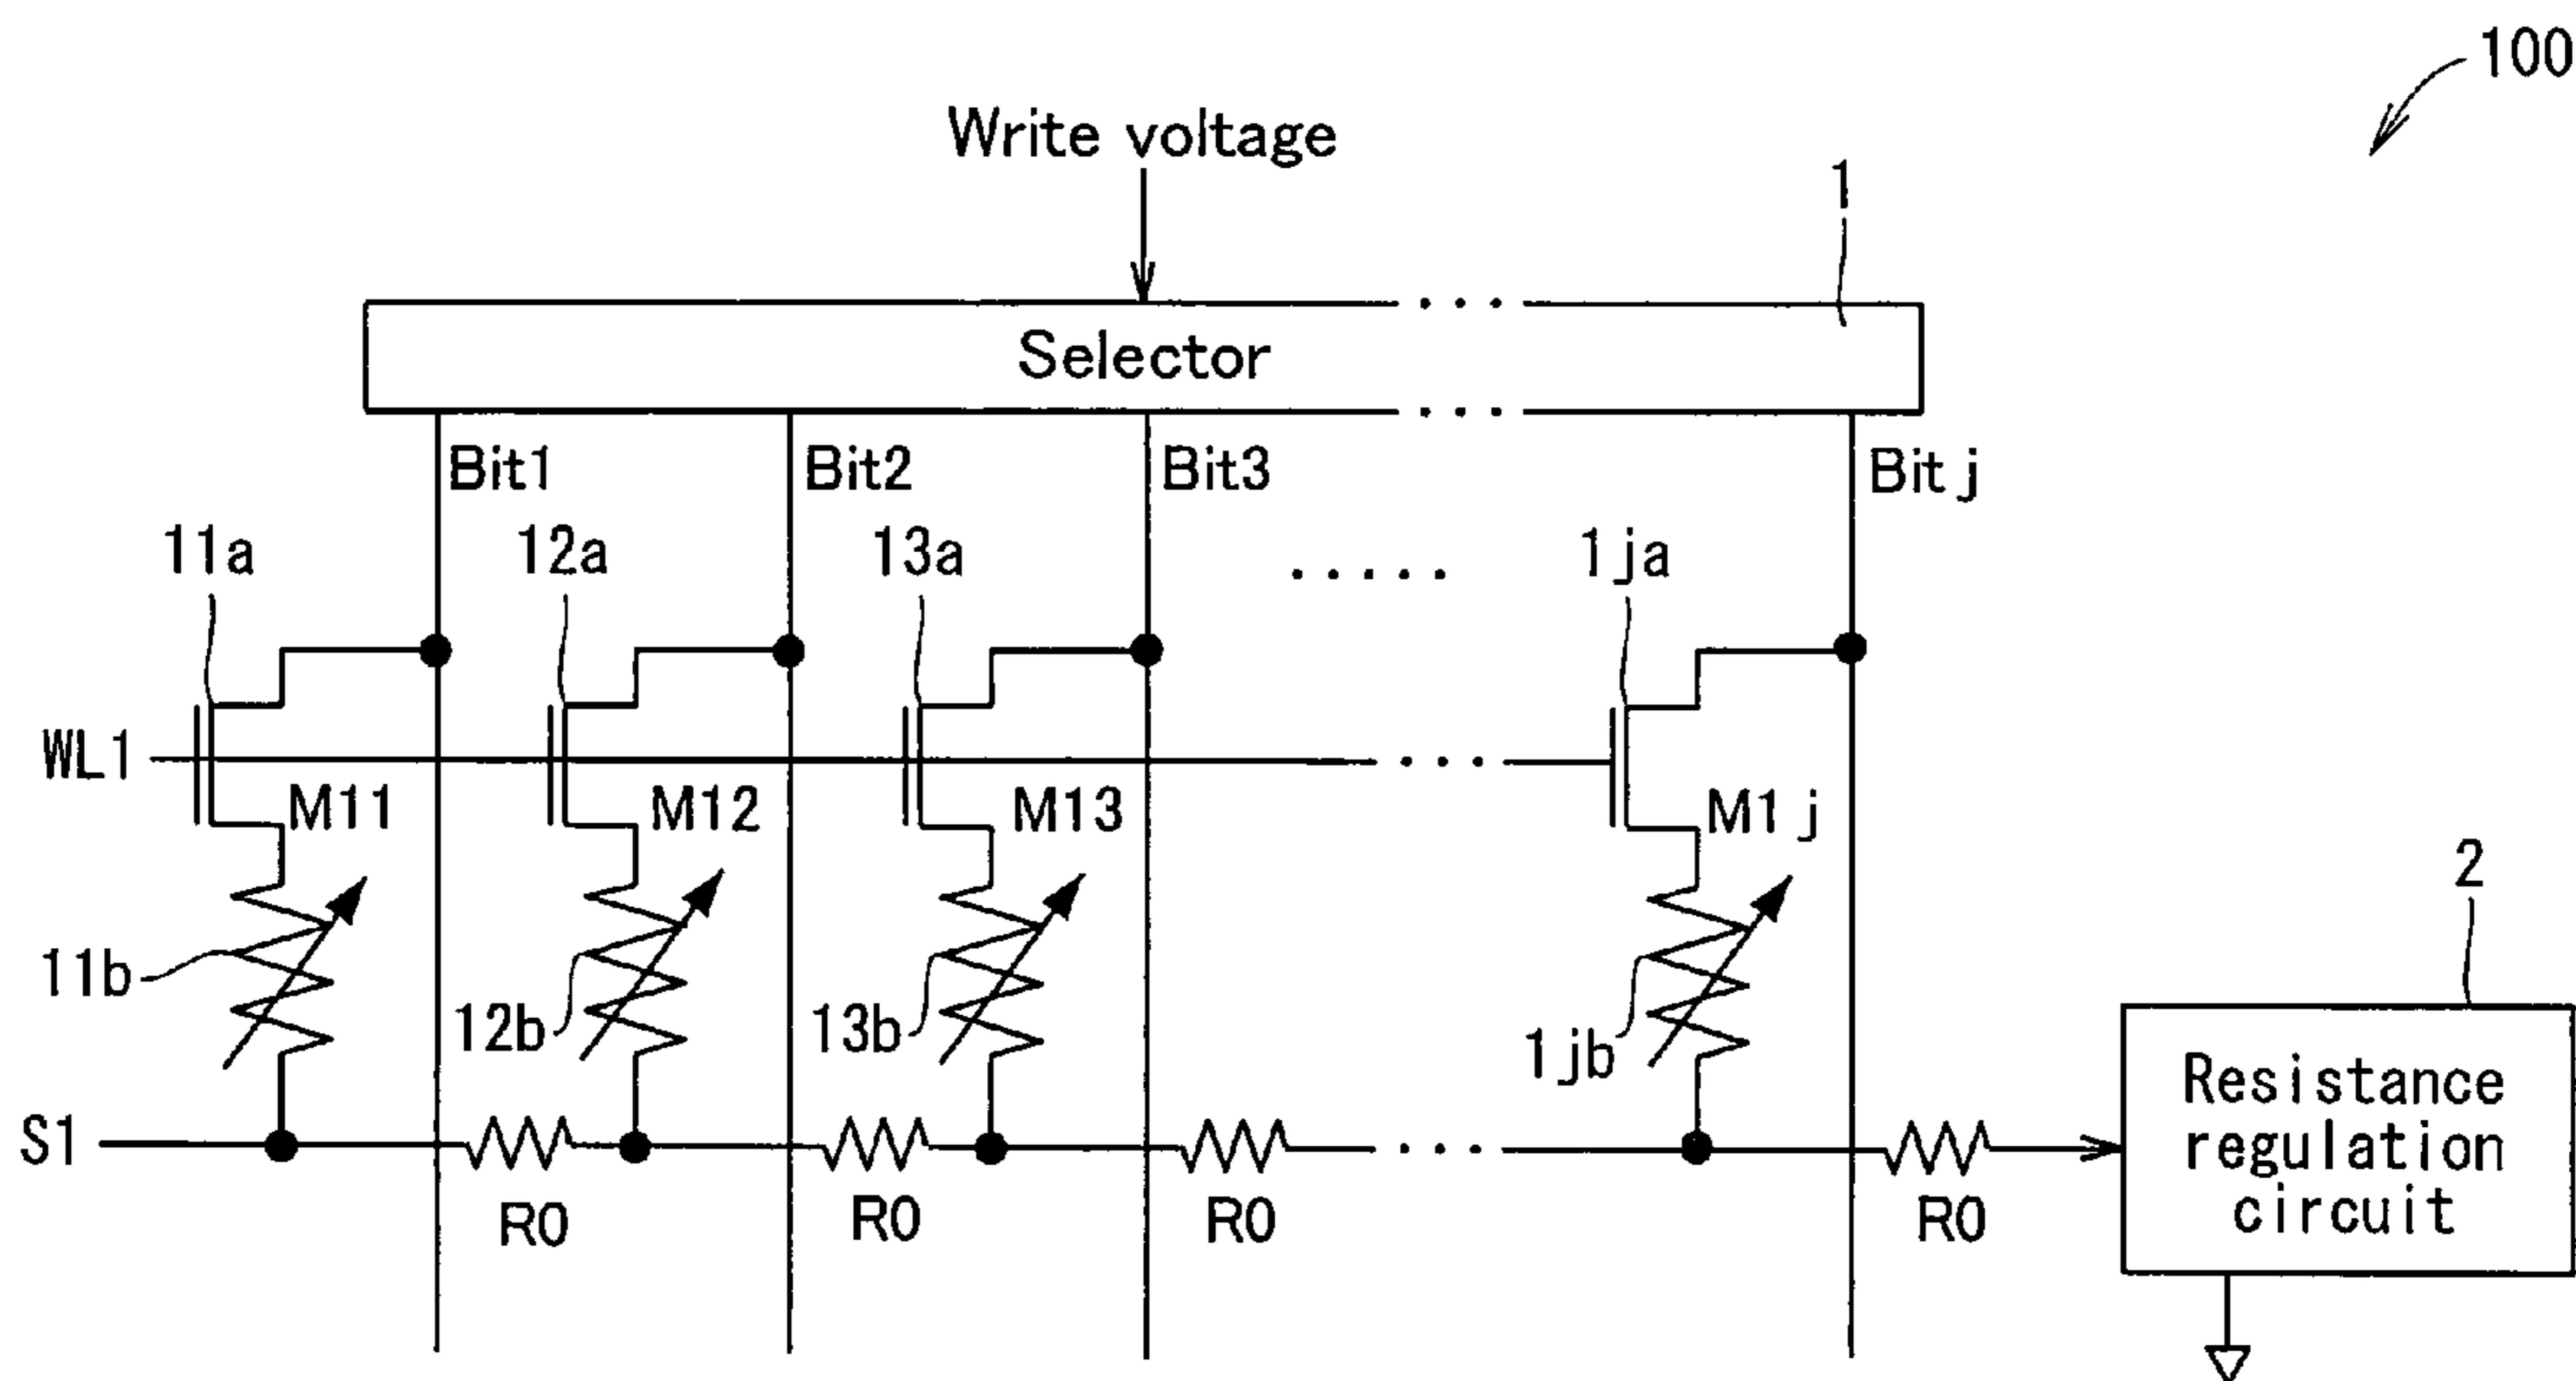 100
Write voltage
1
Selector
Bit1 Bit2 Bit3 Bitj
11a 12a 13a 1ja
WL1
M11 M12 M13 M1j
2
11b
12b 13b 1jb
S1
R0 R0 R0 R0
Resistance
regulation
circuit